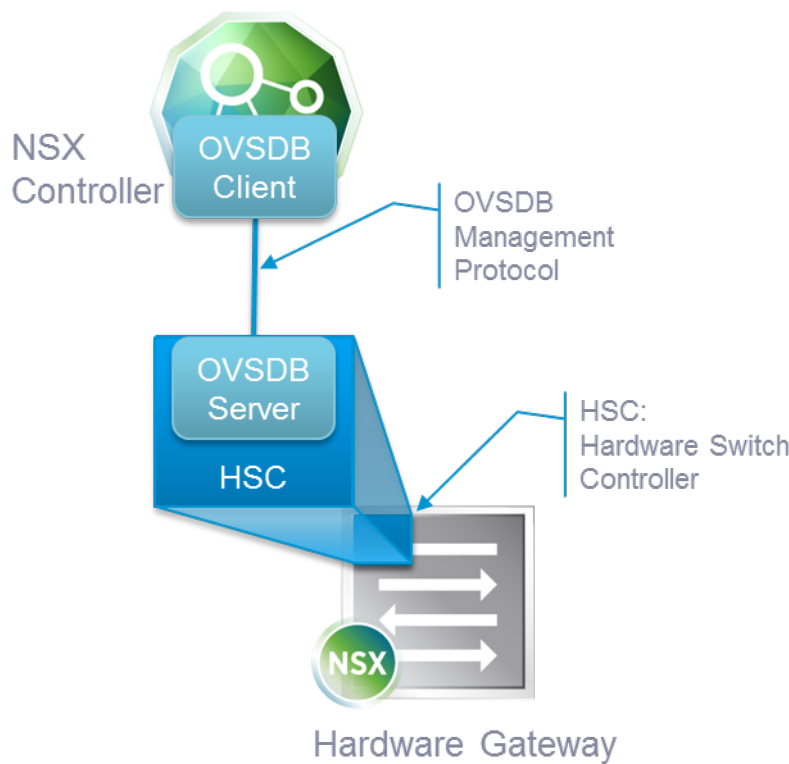 NSX
Controller
OVSDB
Client
OVSDB
Management
Protocol
OVSDB
Server
HSC
HSC:
Hardware Switch
Controller
NSX
Hardware Gateway